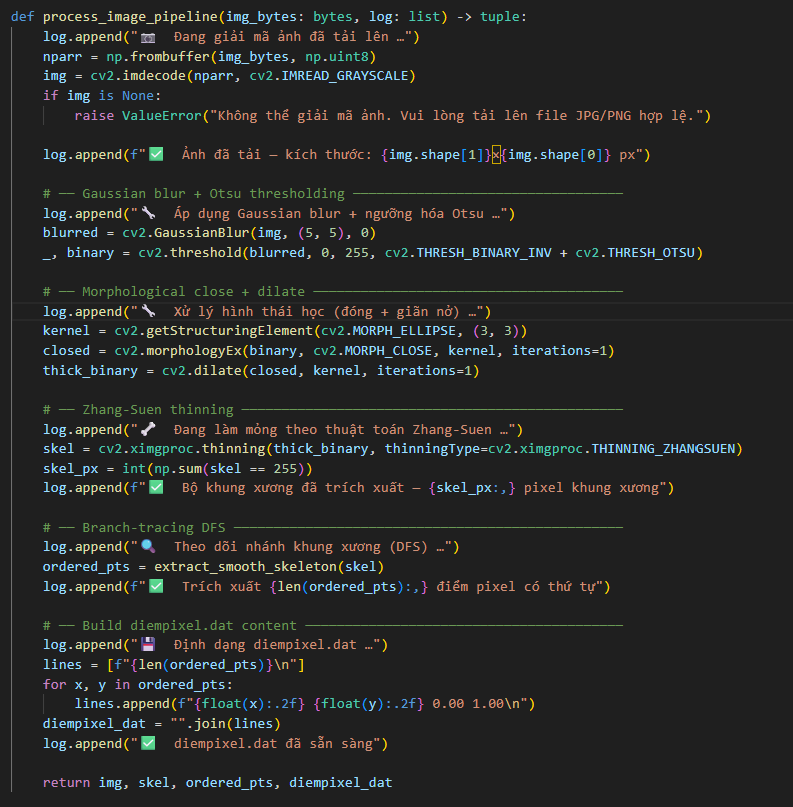 def process_image_pipeline(img_bytes: bytes, log: list) -> tuple:
    log.append("📷  Đang giải mã ảnh đã tải lên …")
    nparr = np.frombuffer(img_bytes, np.uint8)
    img = cv2.imdecode(nparr, cv2.IMREAD_GRAYSCALE)
    if img is None:
        raise ValueError("Không thể giải mã ảnh. Vui lòng tải lên file JPG/PNG hợp lệ.")

    log.append(f"✅  Ảnh đã tải — kích thước: {img.shape[1]}x{img.shape[0]} px")

    # ── Gaussian blur + Otsu thresholding ──────────────────────────────────
    log.append("🔧  Áp dụng Gaussian blur + ngưỡng hóa Otsu …")
    blurred = cv2.GaussianBlur(img, (5, 5), 0)
    _, binary = cv2.threshold(blurred, 0, 255, cv2.THRESH_BINARY_INV + cv2.THRESH_OTSU)

    # ── Morphological close + dilate ───────────────────────────────────────
    log.append("🔧  Xử lý hình thái học (đóng + giãn nở) …")
    kernel = cv2.getStructuringElement(cv2.MORPH_ELLIPSE, (3, 3))
    closed = cv2.morphologyEx(binary, cv2.MORPH_CLOSE, kernel, iterations=1)
    thick_binary = cv2.dilate(closed, kernel, iterations=1)

    # ── Zhang-Suen thinning ────────────────────────────────────────────────
    log.append("🦴  Đang làm mỏng theo thuật toán Zhang-Suen …")
    skel = cv2.ximgproc.thinning(thick_binary, thinningType=cv2.ximgproc.THINNING_ZHANGSUEN)
    skel_px = int(np.sum(skel == 255))
    log.append(f"✅  Bộ khung xương đã trích xuất — {skel_px:,} pixel khung xương")

    # ── Branch-tracing DFS ─────────────────────────────────────────────────
    log.append("🔍  Theo dõi nhánh khung xương (DFS) …")
    ordered_pts = extract_smooth_skeleton(skel)
    log.append(f"✅  Trích xuất {len(ordered_pts):,} điểm pixel có thứ tự")

    # ── Build diempixel.dat content ────────────────────────────────────────
    log.append("💾  Định dạng diempixel.dat …")
    lines = [f"{len(ordered_pts)}\n"]
    for x, y in ordered_pts:
        lines.append(f"{float(x):.2f} {float(y):.2f} 0.00 1.00\n")
    diempixel_dat = "".join(lines)
    log.append("✅  diempixel.dat đã sẵn sàng")

    return img, skel, ordered_pts, diempixel_dat